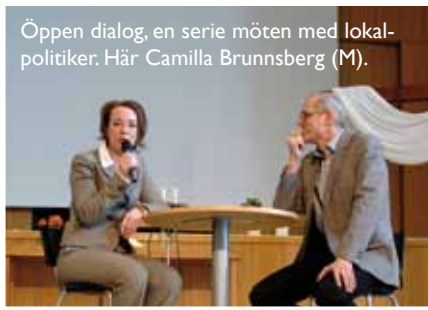 Öppen dialog, en serie möten med lokal-
politiker. Här Camilla Brunnsberg (M).